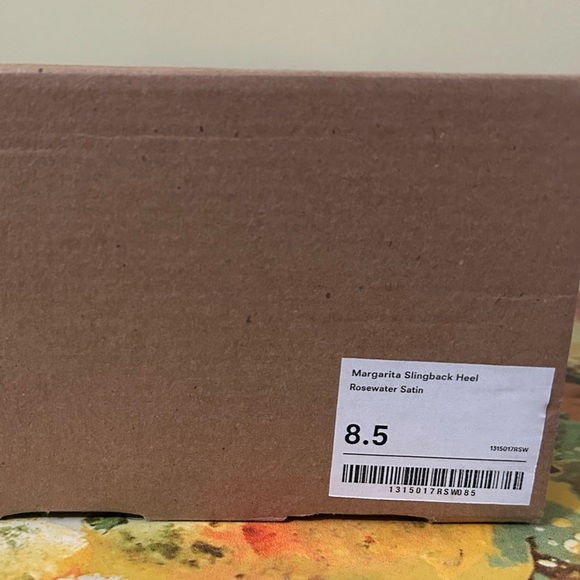 Margarita Slingback Heel
Rosewater Satin
8.5
1315017RSW
1315017RSW085